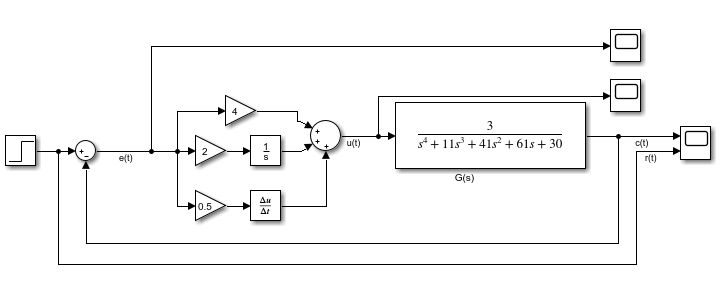 4
+
+
3
s⁴ + 11s³ + 41s² + 61s + 30
+
−
2
1
s
+
+
e(t)
u(t)
c(t)
r(t)
G(s)
0.5
Δu
Δt